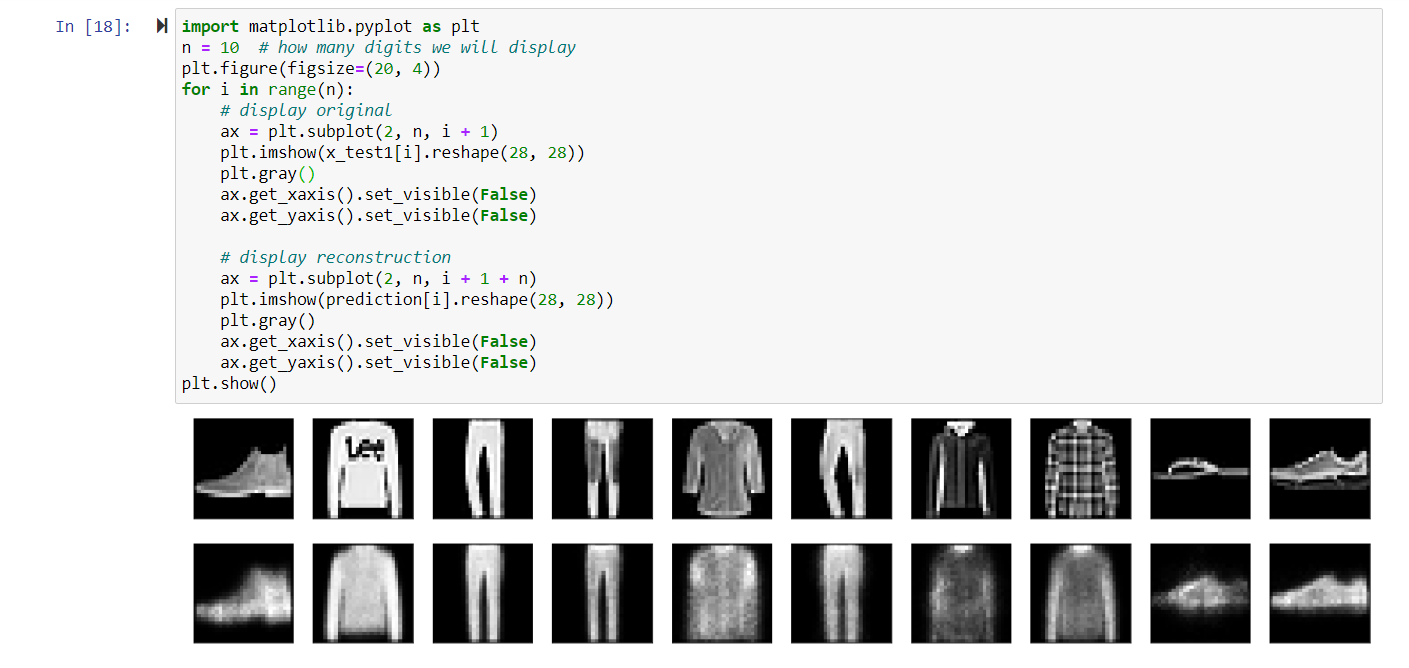 In [18]:
import matplotlib.pyplot as plt
n = 10  # how many digits we will display
plt.figure(figsize=(20, 4))
for i in range(n):
    # display original
    ax = plt.subplot(2, n, i + 1)
    plt.imshow(x_test1[i].reshape(28, 28))
    plt.gray()
    ax.get_xaxis().set_visible(False)
    ax.get_yaxis().set_visible(False)

    # display reconstruction
    ax = plt.subplot(2, n, i + 1 + n)
    plt.imshow(prediction[i].reshape(28, 28))
    plt.gray()
    ax.get_xaxis().set_visible(False)
    ax.get_yaxis().set_visible(False)
plt.show()
Lee